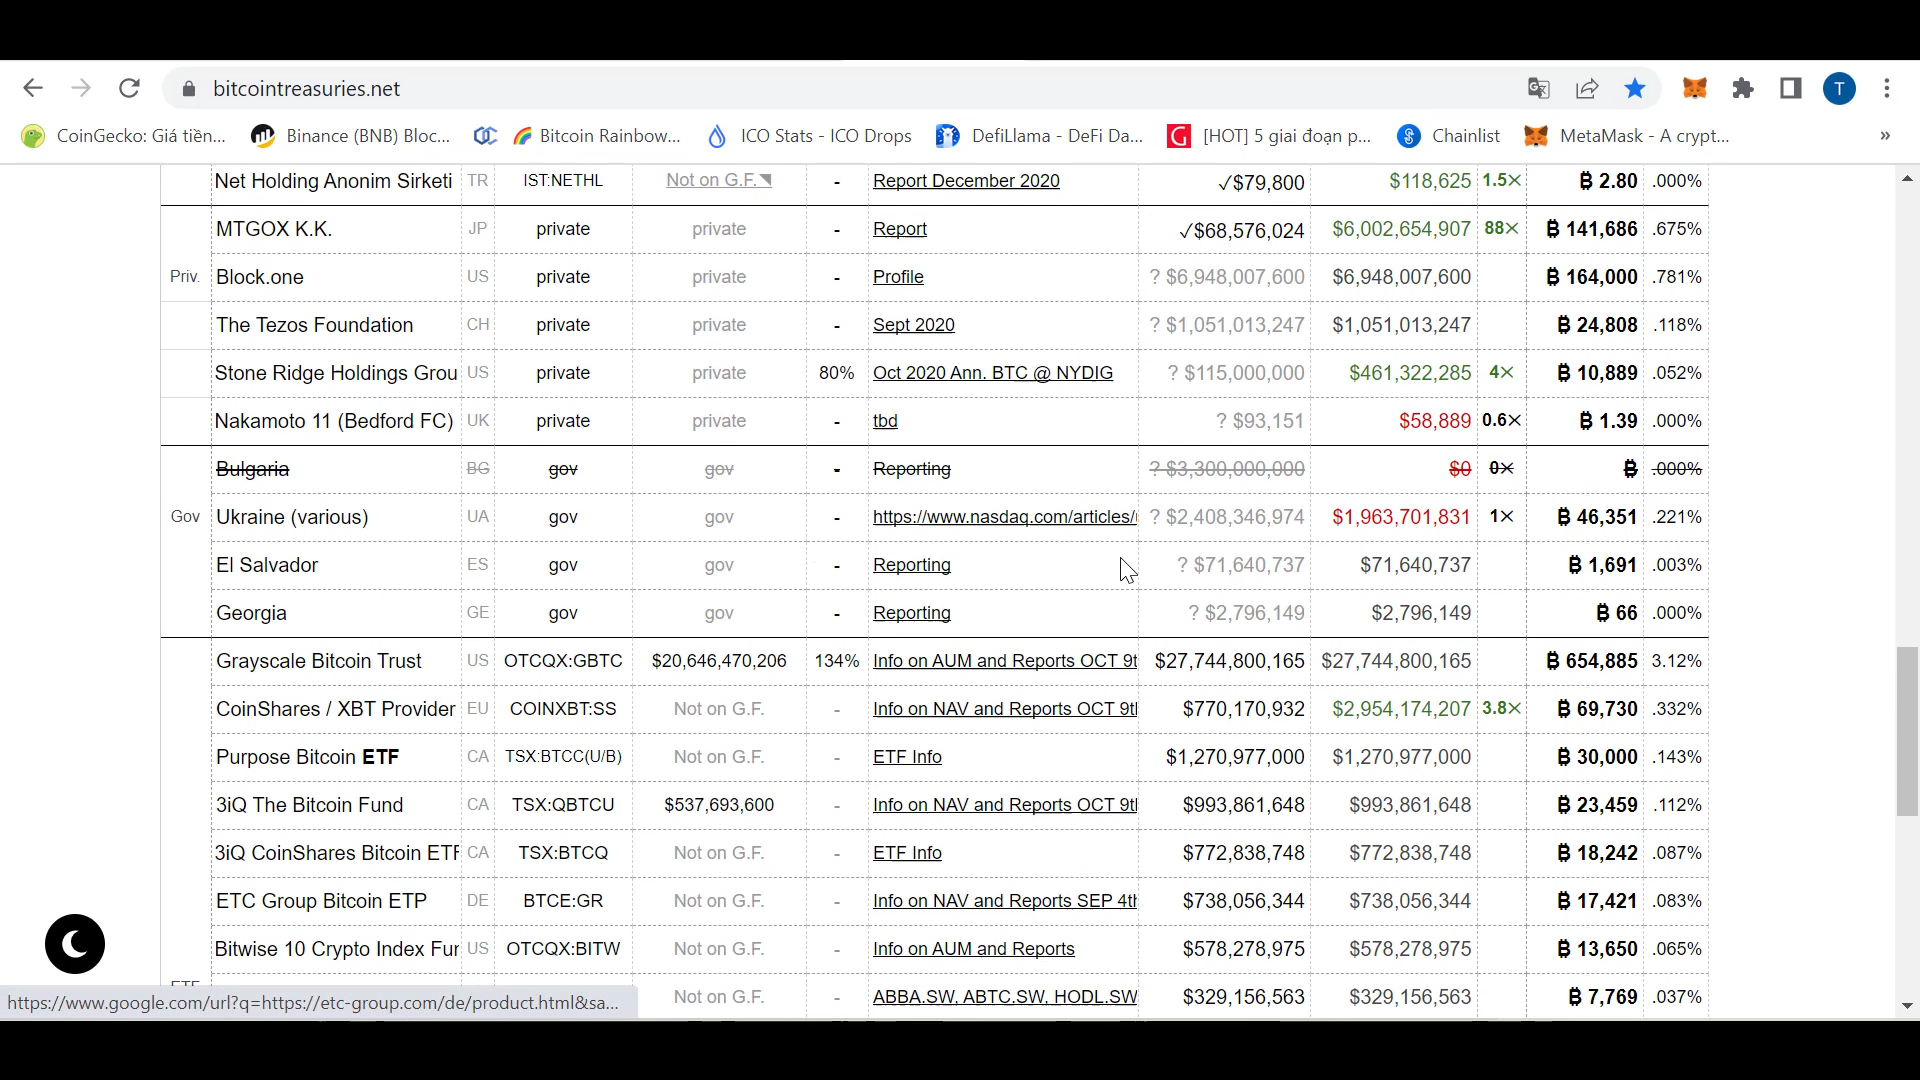 bitcointreasuries.net
T
CoinGecko: Giá tiền... Binance (BNB) Bloc... Bitcoin Rainbow... ICO Stats - ICO Drops DefiLlama - DeFi Da... [HOT] 5 giai đoạn p... Chainlist MetaMask - A crypt... »
Net Holding Anonim Sirketi TR IST:NETHL Not on G.F. - Report December 2020 ✓$79,800 $118,625 1.5× ₿ 2.80 .000%
MTGOX K.K. JP private private - Report ✓$68,576,024 $6,002,654,907 88× ₿ 141,686 .675%
Priv. Block.one US private private - Profile ? $6,948,007,600 $6,948,007,600 ₿ 164,000 .781%
The Tezos Foundation CH private private - Sept 2020 ? $1,051,013,247 $1,051,013,247 ₿ 24,808 .118%
Stone Ridge Holdings Grou US private private 80% Oct 2020 Ann. BTC @ NYDIG ? $115,000,000 $461,322,285 4× ₿ 10,889 .052%
Nakamoto 11 (Bedford FC) UK private private - tbd ? $93,151 $58,889 0.6× ₿ 1.39 .000%
Bulgaria BG gov gov - Reporting ? $3,300,000,000 $0 0× ₿ .000%
Gov Ukraine (various) UA gov gov - https://www.nasdaq.com/articles/ ? $2,408,346,974 $1,963,701,831 1× ₿ 46,351 .221%
El Salvador ES gov gov - Reporting ? $71,640,737 $71,640,737 ₿ 1,691 .003%
Georgia GE gov gov - Reporting ? $2,796,149 $2,796,149 ₿ 66 .000%
Grayscale Bitcoin Trust US OTCQX:GBTC $20,646,470,206 134% Info on AUM and Reports OCT 9t $27,744,800,165 $27,744,800,165 ₿ 654,885 3.12%
CoinShares / XBT Provider EU COINXBT:SS Not on G.F. - Info on NAV and Reports OCT 9tl $770,170,932 $2,954,174,207 3.8× ₿ 69,730 .332%
Purpose Bitcoin ETF CA TSX:BTCC(U/B) Not on G.F. - ETF Info $1,270,977,000 $1,270,977,000 ₿ 30,000 .143%
3iQ The Bitcoin Fund CA TSX:QBTCU $537,693,600 - Info on NAV and Reports OCT 9tl $993,861,648 $993,861,648 ₿ 23,459 .112%
3iQ CoinShares Bitcoin ETF CA TSX:BTCQ Not on G.F. - ETF Info $772,838,748 $772,838,748 ₿ 18,242 .087%
ETC Group Bitcoin ETP DE BTCE:GR Not on G.F. - Info on NAV and Reports SEP 4tl $738,056,344 $738,056,344 ₿ 17,421 .083%
Bitwise 10 Crypto Index Fur US OTCQX:BITW Not on G.F. - Info on AUM and Reports $578,278,975 $578,278,975 ₿ 13,650 .065%
Not on G.F. - ABBA.SW, ABTC.SW, HODL.SW $329,156,563 $329,156,563 ₿ 7,769 .037%
https://www.google.com/url?q=https://etc-group.com/de/product.html&sa...